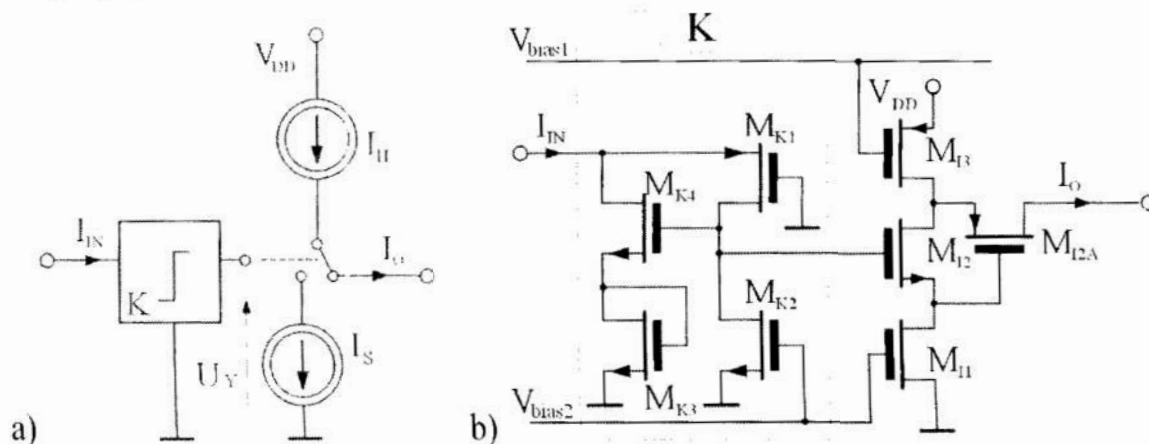 V_DD
I_H
I_IN
K
I_O
U_Y
I_S
a)
K
V_bias1
V_DD
I_IN
M_K1
M_I3
M_K4
I_O
M_I2
M_I2A
M_K2
M_I1
M_K3
V_bias2
b)